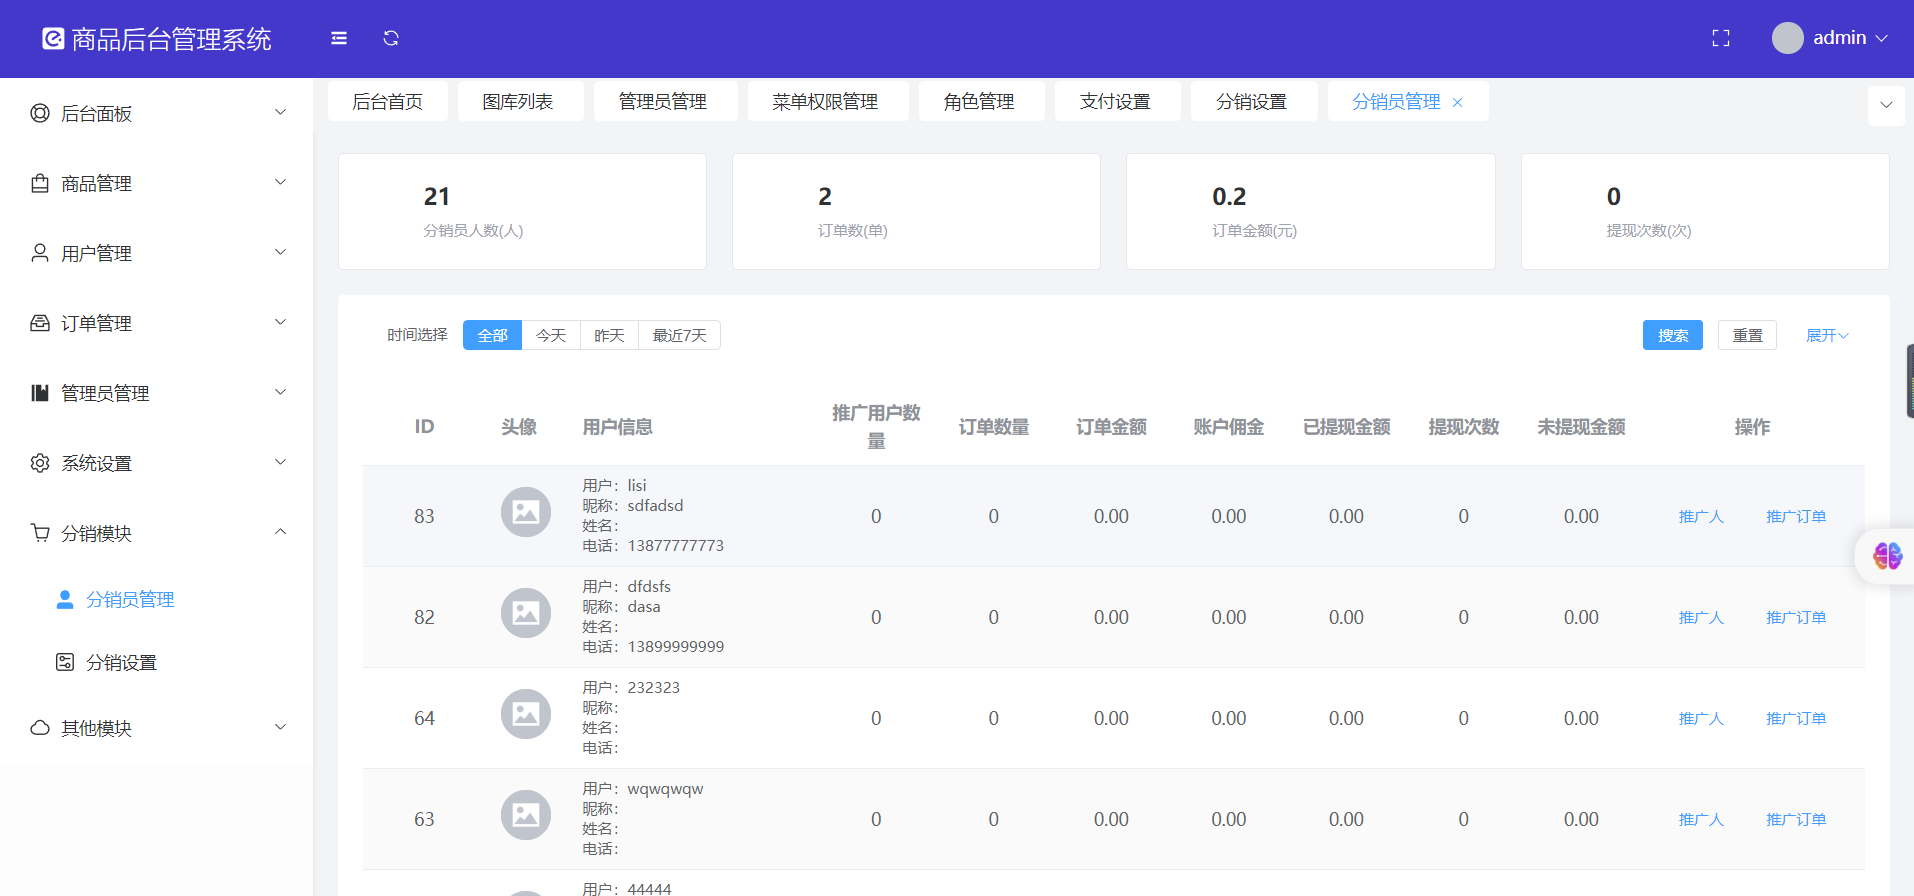 商品后台管理系统
admin
后台面板
商品管理
用户管理
订单管理
管理员管理
系统设置
分销模块
分销员管理
分销设置
其他模块
后台首页 图库列表 管理员管理 菜单权限管理 角色管理 支付设置 分销设置 分销员管理
21
分销员人数(人)
2
订单数(单)
0.2
订单金额(元)
0
提现次数(次)
时间选择 全部 今天 昨天 最近7天 搜索 重置 展开
ID 头像 用户信息 推广用户数量 订单数量 订单金额 账户佣金 已提现金额 提现次数 未提现金额 操作
83
用户：lisi
昵称：sdfadsd
姓名：
电话：13877777773
0 0 0.00 0.00 0.00 0 0.00 推广人 推广订单
82
用户：dfdsfs
昵称：dasa
姓名：
电话：13899999999
0 0 0.00 0.00 0.00 0 0.00 推广人 推广订单
64
用户：232323
昵称：
姓名：
电话：
0 0 0.00 0.00 0.00 0 0.00 推广人 推广订单
63
用户：wqwqwqw
昵称：
姓名：
电话：
0 0 0.00 0.00 0.00 0 0.00 推广人 推广订单
用户：44444